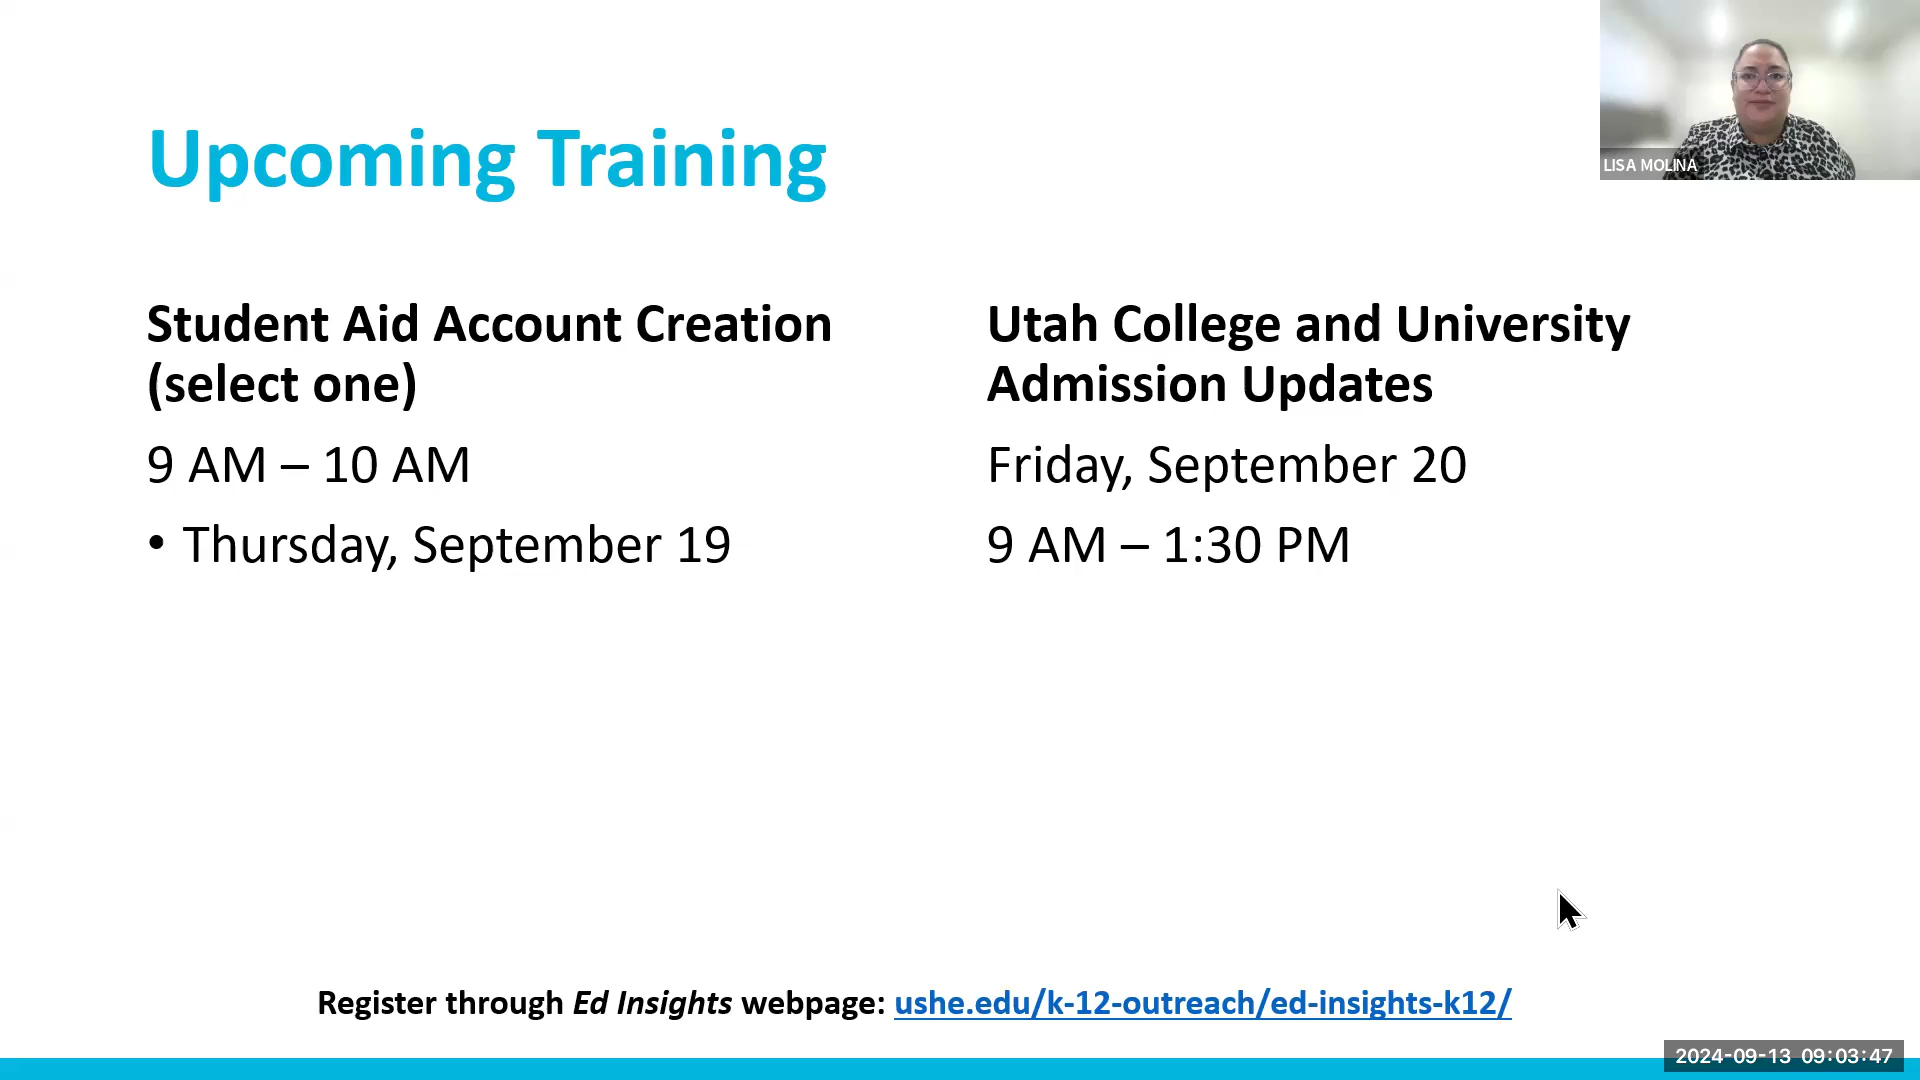 Upcoming Training
LISA MOLINA
Student Aid Account Creation
(select one)
9 AM – 10 AM
• Thursday, September 19
Utah College and University
Admission Updates
Friday, September 20
9 AM – 1:30 PM
Register through Ed Insights webpage: ushe.edu/k-12-outreach/ed-insights-k12/
2024-09-13 09:03:47